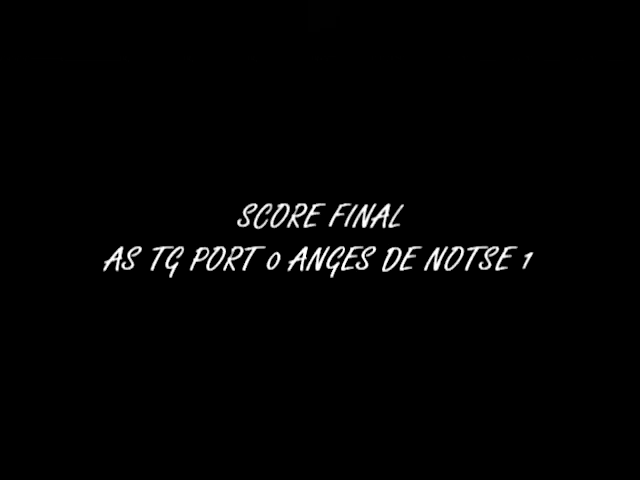 SCORE FINAL
AS TG PORT 0 ANGES DE NOTSE 1